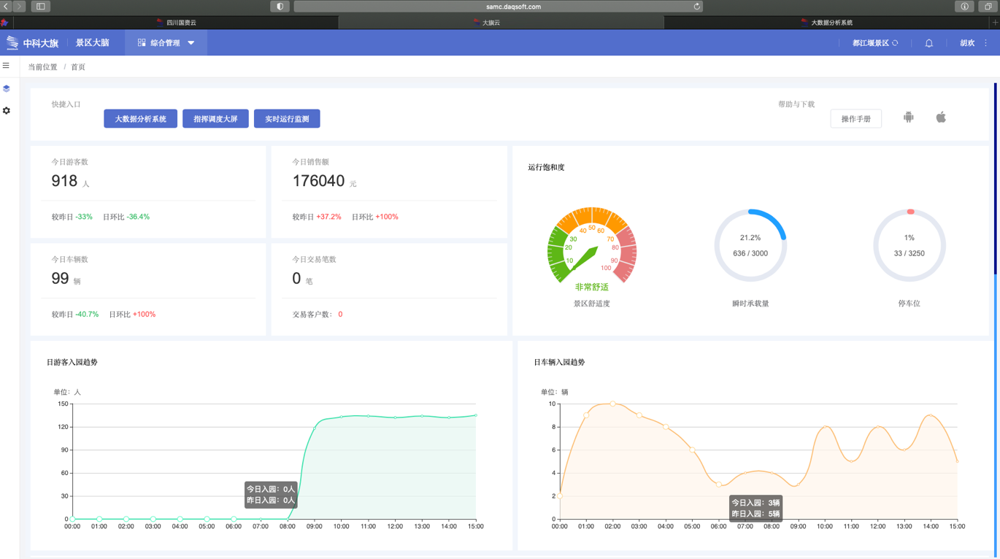 samc.daqsoft.com
四川国资云
大旗云
大数据分析系统
中科大旗 景区大脑 综合管理
都江堰景区 胡欢
当前位置 / 首页
快捷入口
大数据分析系统 指挥调度大屏 实时运行监测
帮助与下载
操作手册
今日游客数
918 人
较昨日 -33% 日环比 -36.4%
今日销售额
176040 元
较昨日 +37.2% 日环比 +100%
今日车辆数
99 辆
较昨日 -40.7% 日环比 +100%
今日交易笔数
0 笔
交易客户数: 0
运行饱和度
10 20 30 40 50 60 70 80 90 100
非常舒适
景区舒适度
21.2%
636 / 3000
瞬时承载量
1%
33 / 3250
停车位
日游客入园趋势
单位: 人
150
120
90
60
30
0
今日入园: 0人
昨日入园: 0人
00:00 01:00 02:00 03:00 04:00 05:00 06:00 07:00 08:00 09:00 10:00 11:00 12:00 13:00 14:00 15:00
日车辆入园趋势
单位: 辆
10
8
6
4
2
0
今日入园: 3辆
昨日入园: 5辆
00:00 01:00 02:00 03:00 04:00 05:00 06:00 07:00 08:00 09:00 10:00 11:00 12:00 13:00 14:00 15:00